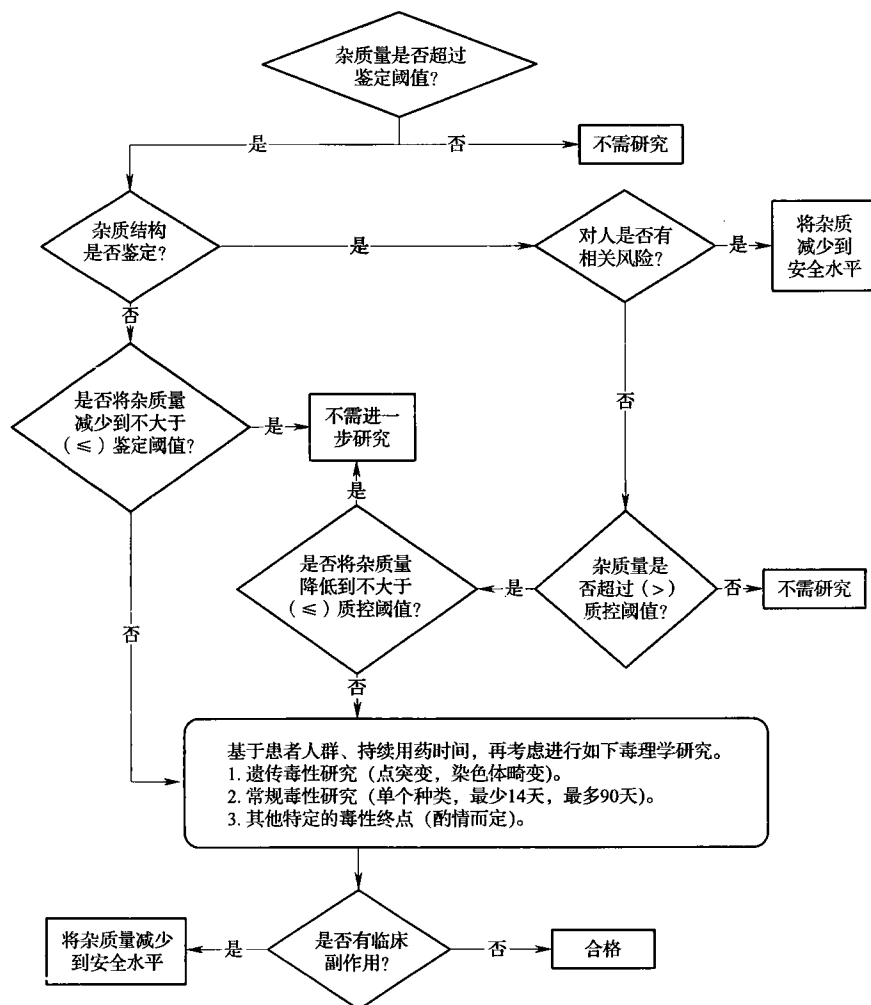 杂质量是否超过
鉴定阈值?
是
否
不需研究
杂质结构
是否鉴定?
是
对人是否有
相关风险?
是
将杂质
减少到
安全水平
否
是否将杂质量
减少到不大于
(≤)鉴定阈值?
是
不需进一
步研究
否
是
是否将杂质量
降低到不大于
(≤)质控阈值?
是
杂质量是
否超过(>)
质控阈值?
否
不需研究
否
否
基于患者人群、持续用药时间,再考虑进行如下毒理学研究。
1. 遗传毒性研究(点突变,染色体畸变)。
2. 常规毒性研究(单个种类,最少14天,最多90天)。
3. 其他特定的毒性终点(酌情而定)。
将杂质量减少
到安全水平
是
是否有临床
副作用?
否
合格